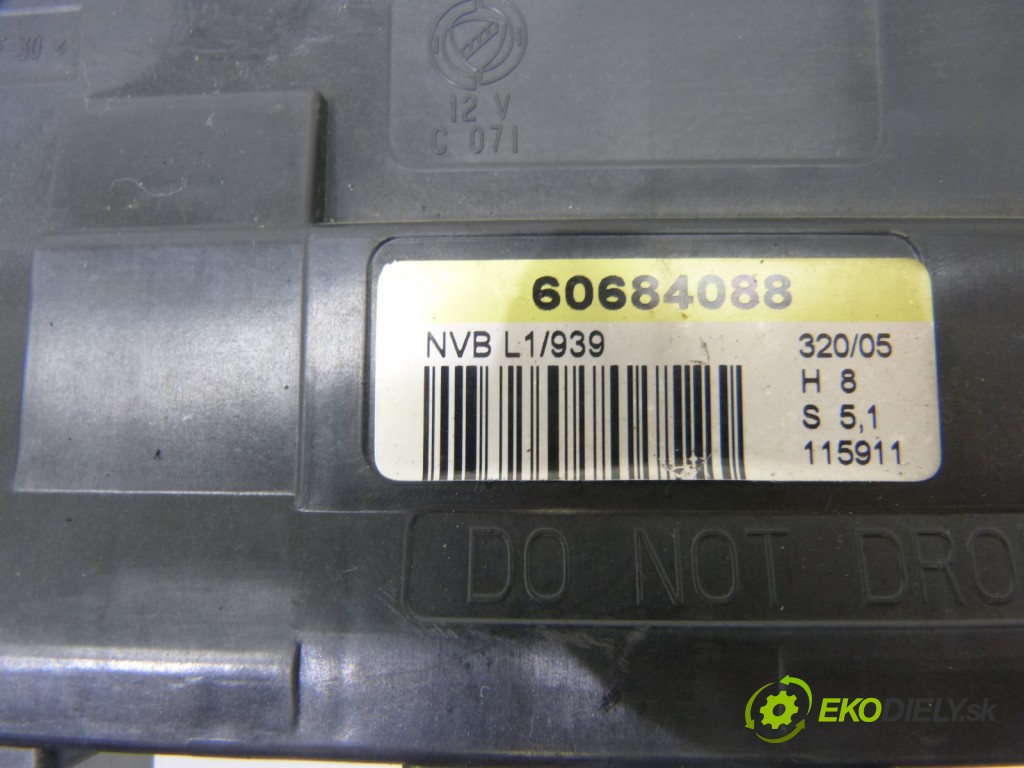 30
12 V
C 071
60684088
NVB L1/939
320/05
H 8
S 5,1
115911
DO NOT DRO
EKODIELY.sk